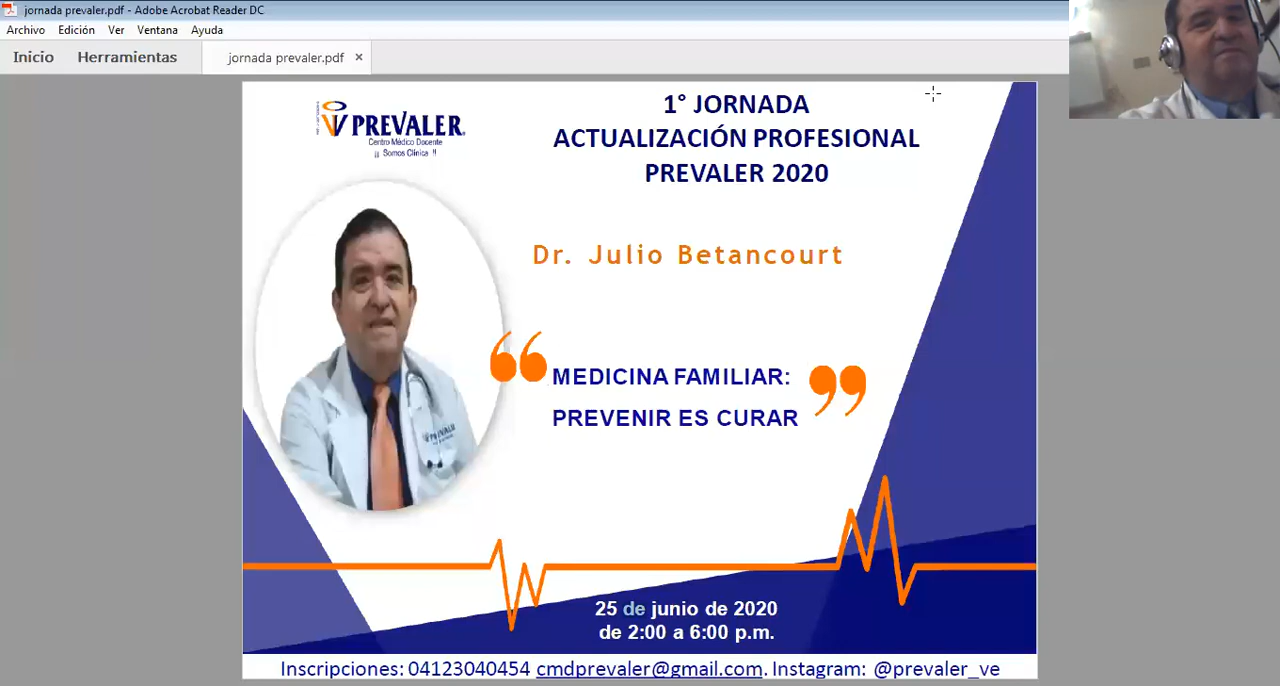 jornada prevaler.pdf - Adobe Acrobat Reader DC
Archivo Edición Ver Ventana Ayuda
Inicio Herramientas jornada prevaler.pdf ×
PREVALER
Centro Médico Docente
¡¡ Somos Clínica !!
1° JORNADA
ACTUALIZACIÓN PROFESIONAL
PREVALER 2020
Dr. Julio Betancourt
“ MEDICINA FAMILIAR: ”
PREVENIR ES CURAR
PREVALER
25 de junio de 2020
de 2:00 a 6:00 p.m.
Inscripciones: 04123040454 cmdprevaler@gmail.com. Instagram: @prevaler_ve